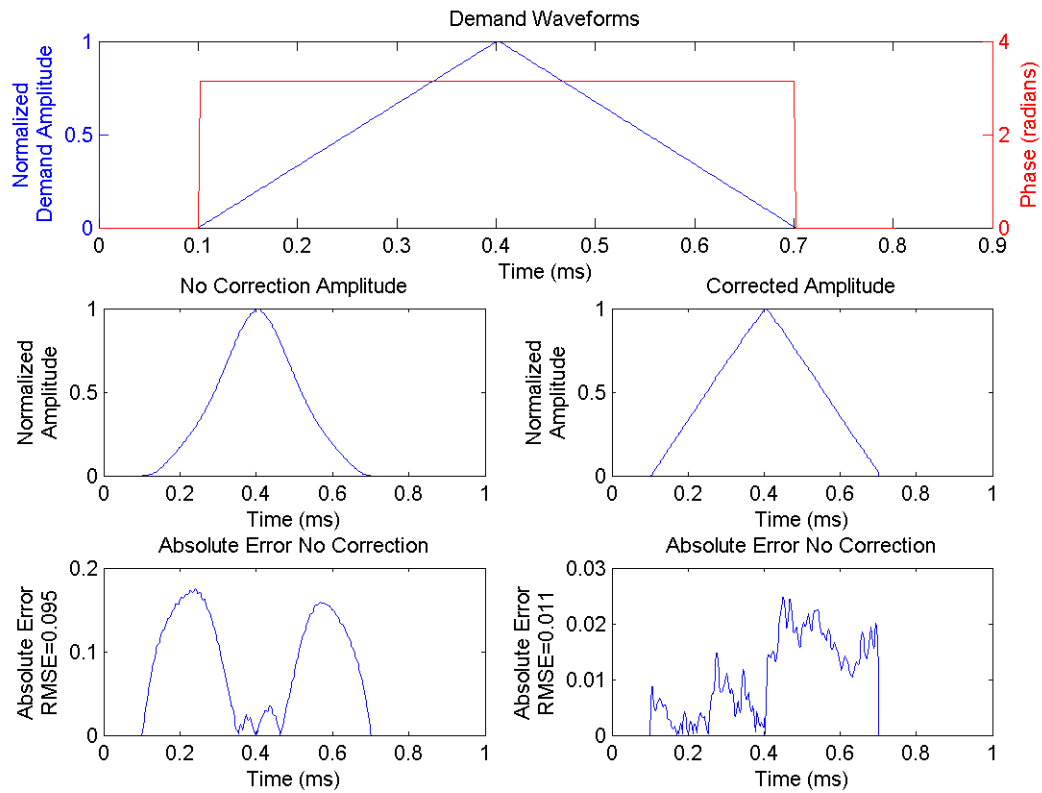 Demand Waveforms
Normalized
Demand Amplitude
1
0.5
0
4
2
0
Phase (radians)
0
0.1
0.2
0.3
0.4
0.5
0.6
0.7
0.8
0.9
Time (ms)
No Correction Amplitude
Normalized
Amplitude
1
0.5
0
0
0.2
0.4
0.6
0.8
1
Time (ms)
Corrected Amplitude
Normalized
Amplitude
1
0.5
0
0
0.2
0.4
0.6
0.8
1
Time (ms)
Absolute Error No Correction
Absolute Error
RMSE=0.095
0.2
0.1
0
0
0.2
0.4
0.6
0.8
1
Time (ms)
Absolute Error No Correction
Absolute Error
RMSE=0.011
0.03
0.02
0.01
0
0
0.2
0.4
0.6
0.8
1
Time (ms)